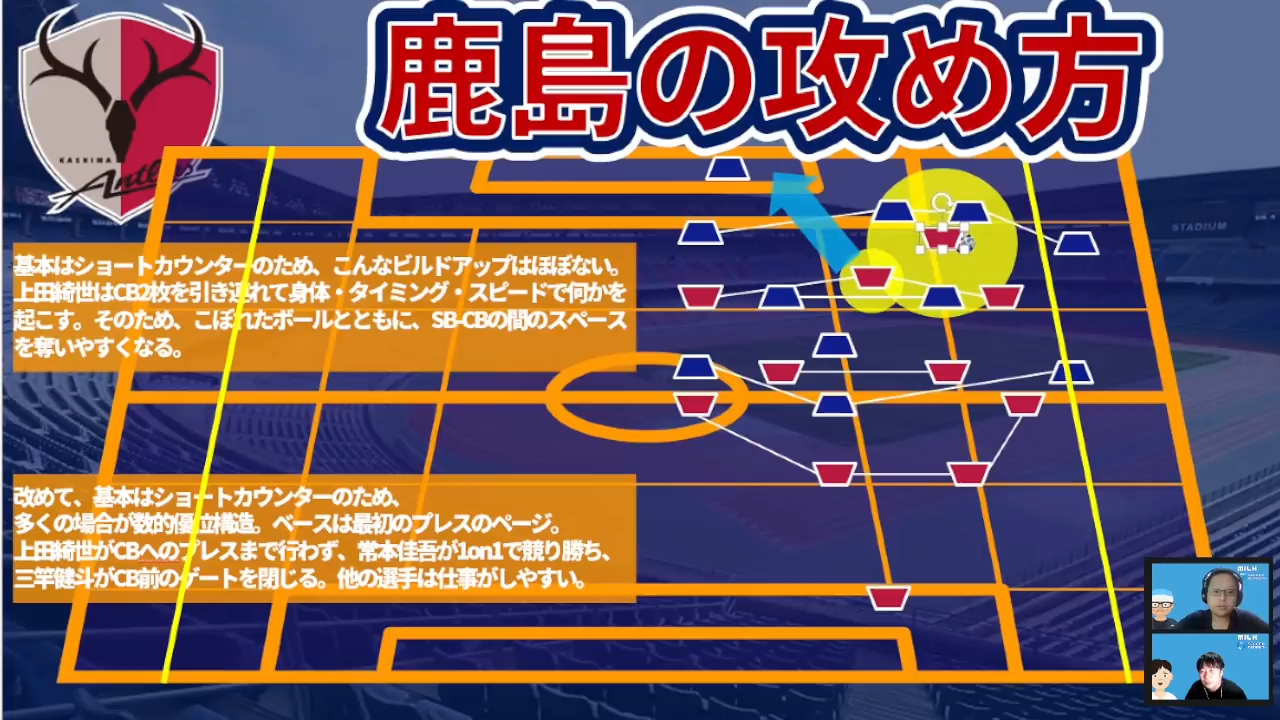 鹿島の攻め方
KASHIMA
Antlers
STADIUM
基本はショートカウンターのため、こんなビルドアップはほぼない。
上田綺世はCB2枚を引き連れて身体・タイミング・スピードで何かを
起こす。そのため、こぼれたボールとともに、SB-CBの間のスペース
を奪いやすくなる。
改めて、基本はショートカウンターのため、
多くの場合が数的優位構造。ベースは最初のプレスのページ。
上田綺世がCBへのプレスまで行わず、常本佳吾が1on1で競り勝ち、
三竿健斗がCB前のゲートを閉じる。他の選手は仕事がしやすい。
MILK
MILK